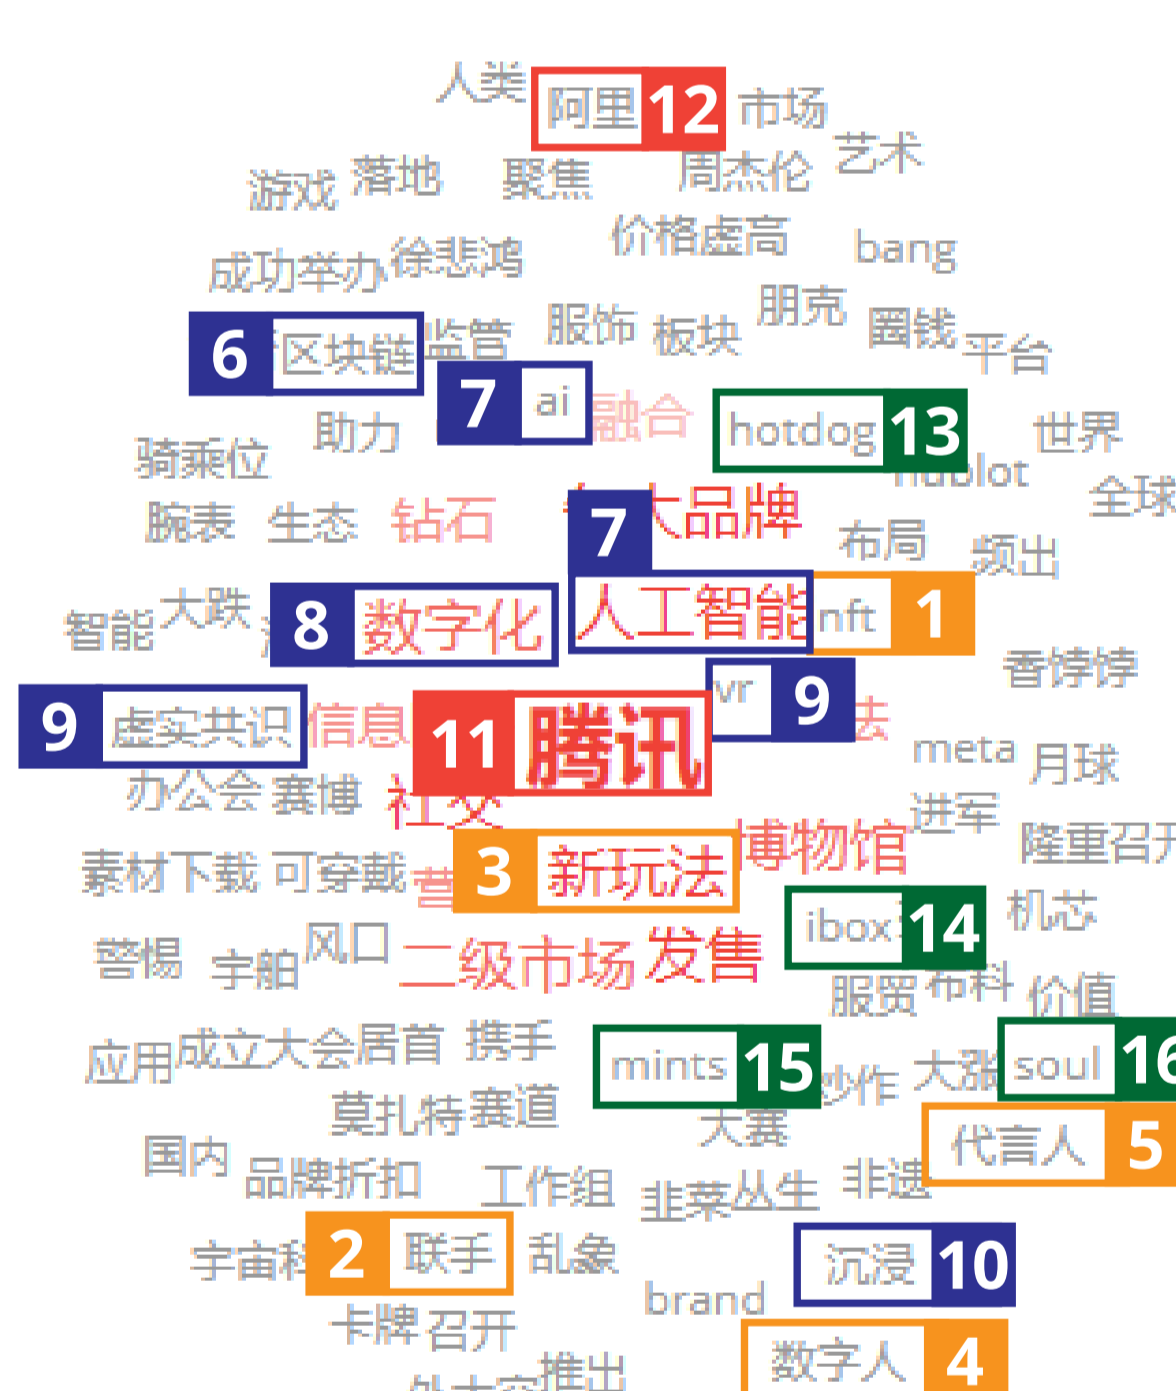 人类
阿里 12
市场
艺术
游戏
落地
聚焦
周杰伦
价格虚高
bang
成功举办
徐悲鸿
朋克
6 区块链
监管
服饰
板块
圈钱
平台
7 ai
融合
hotdog 13
世界
助力
骑乘位
hublot
全球
腕表
生态
钻石
大品牌
7
布局
频出
智能
大跌
8 数字化
人工智能
nft 1
香饽饽
vr 9
9 虚实共识
信息
11 腾讯
法
meta
月球
办公会
赛博
社交
进军
博物馆
隆重召开
素材下载
可穿戴
3 新玩法
ibox 14
机芯
警惕
宇舶
风口
二级市场
发售
服贸
布科
价值
应用
成立大会
居首
携手
mints 15
炒作
大涨
soul 16
莫扎特
赛道
大赛
代言人 5
国内
品牌折扣
工作组
韭菜丛生
非遗
宇宙
2 联手
乱象
沉浸 10
brand
卡牌
召开
数字人 4
推出